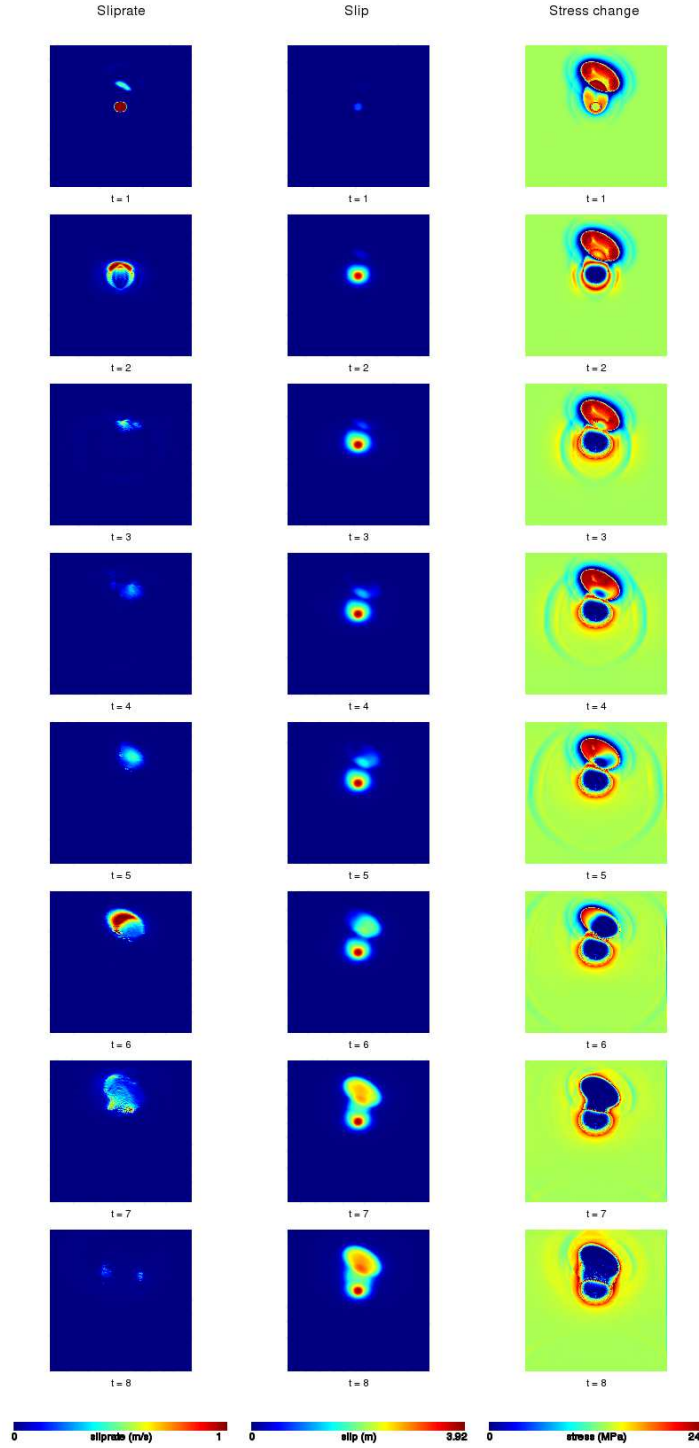 Sliprate Slip Stress change
t = 1 t = 1 t = 1
t = 2 t = 2 t = 2
t = 3 t = 3 t = 3
t = 4 t = 4 t = 4
t = 5 t = 5 t = 5
t = 6 t = 6 t = 6
t = 7 t = 7 t = 7
t = 8 t = 8 t = 8
0 sliprate (m/s) 1 0 slip (m) 3.92 0 stress (MPa) 24